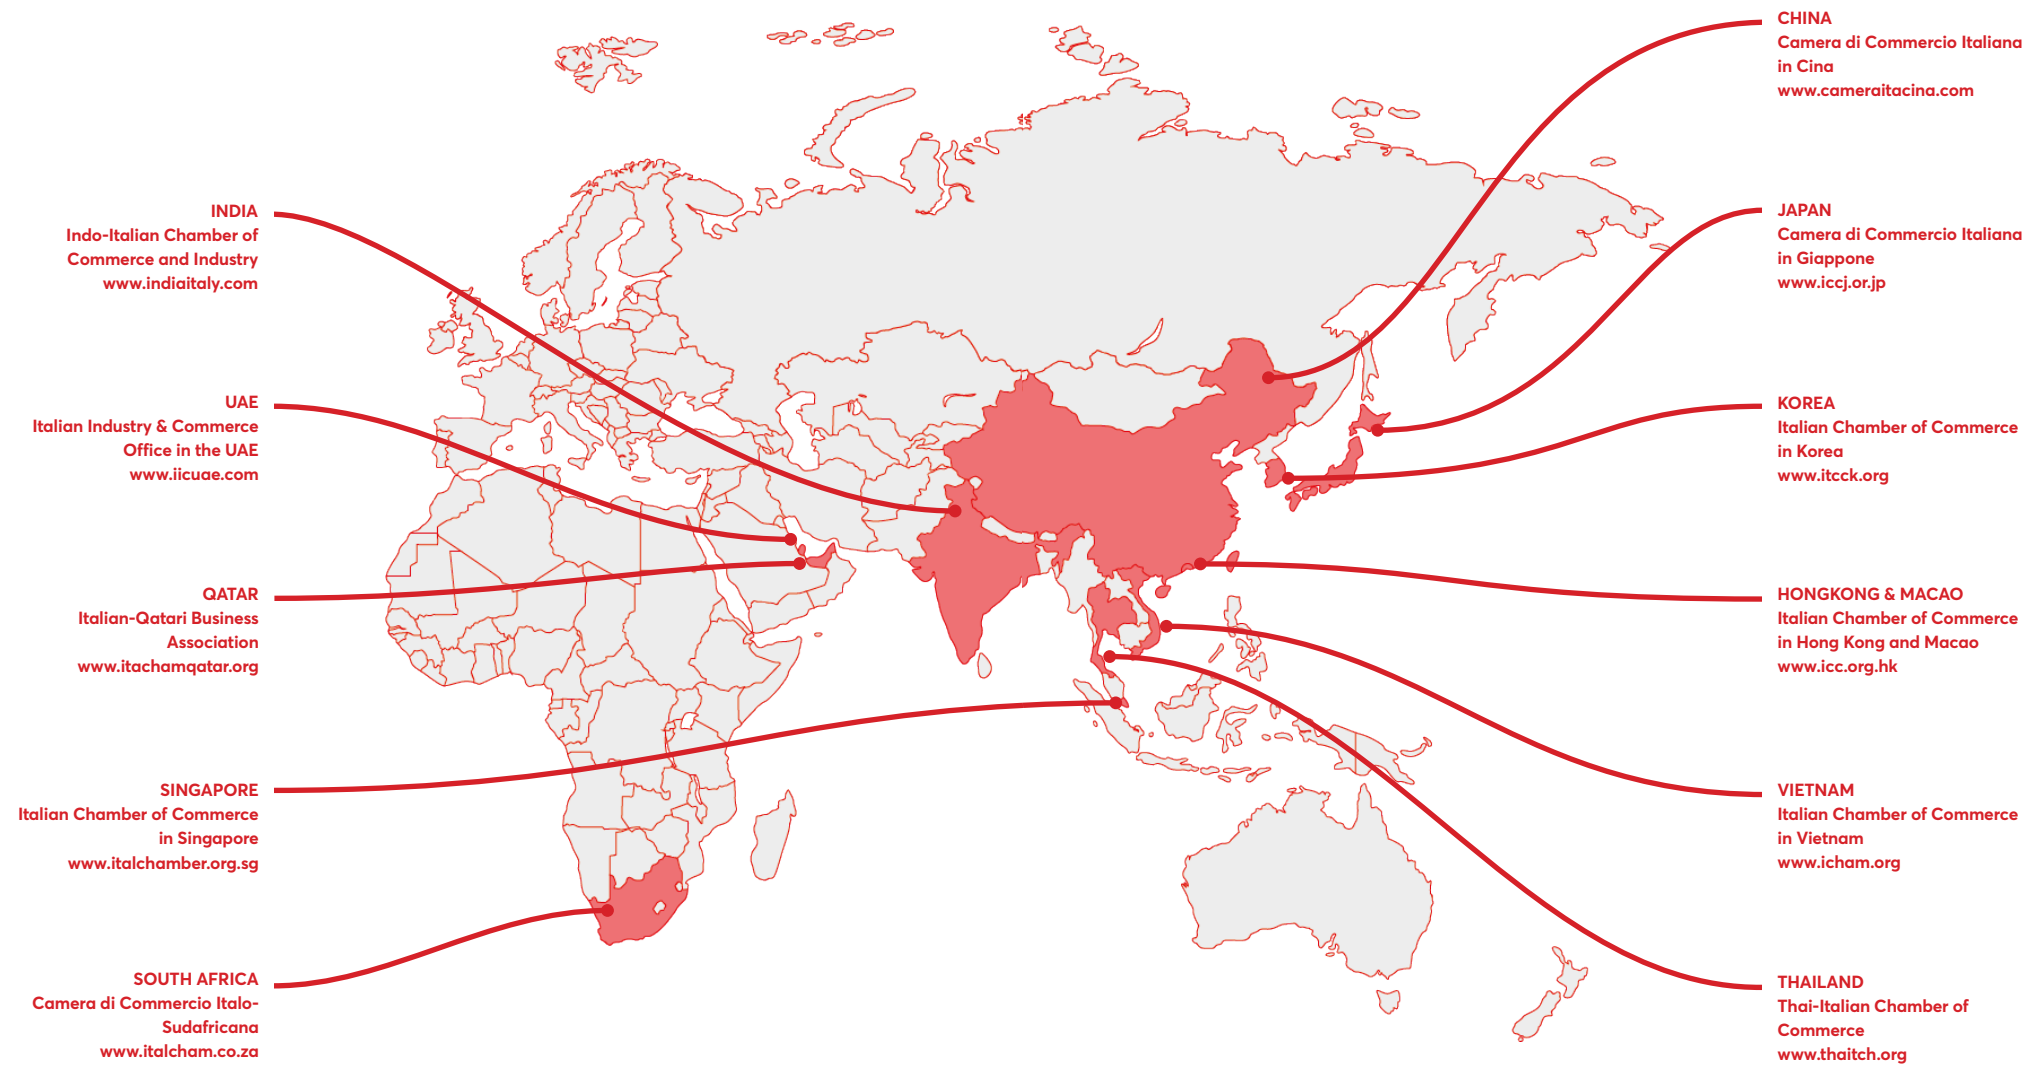 INDIA
Indo-Italian Chamber of
Commerce and Industry
www.indiaitaly.com
UAE
Italian Industry & Commerce
Office in the UAE
www.iicuae.com
QATAR
Italian-Qatari Business
Association
www.itachamqatar.org
SINGAPORE
Italian Chamber of Commerce
in Singapore
www.italchamber.org.sg
SOUTH AFRICA
Camera di Commercio Italo-
Sudafricana
www.italcham.co.za
CHINA
Camera di Commercio Italiana
in Cina
www.cameraitacina.com
JAPAN
Camera di Commercio Italiana
in Giappone
www.iccj.or.jp
KOREA
Italian Chamber of Commerce
in Korea
www.itcck.org
HONGKONG & MACAO
Italian Chamber of Commerce
in Hong Kong and Macao
www.icc.org.hk
VIETNAM
Italian Chamber of Commerce
in Vietnam
www.icham.org
THAILAND
Thai-Italian Chamber of
Commerce
www.thaitch.org